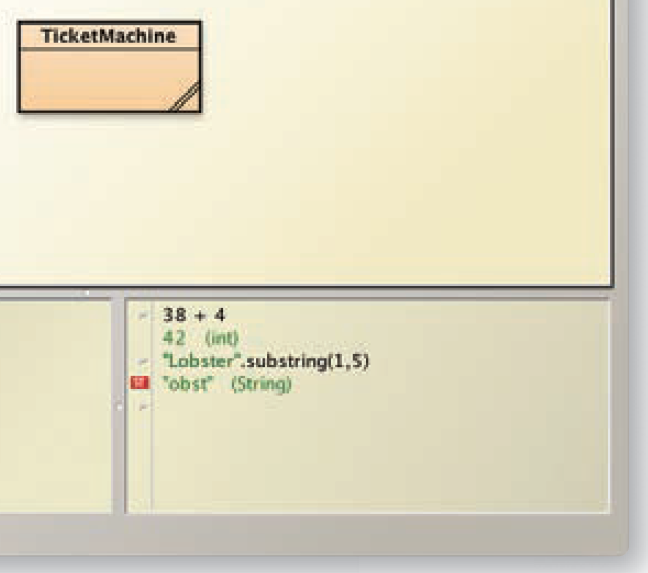 TicketMachine
38 + 4
42 (int)
"Lobster".substring(1,5)
"obst" (String)